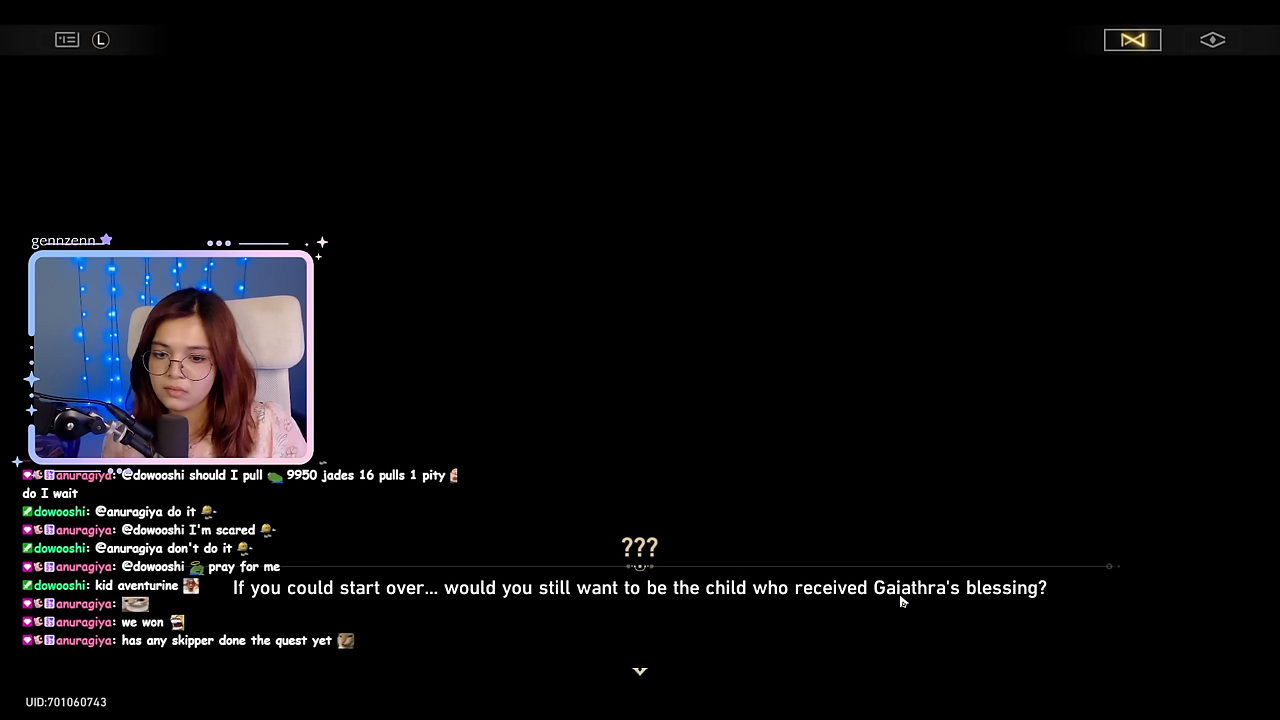 L
gennzenn
anuragiya: @dowooshi should I pull 9950 jades 16 pulls 1 pity
do I wait
dowooshi: @anuragiya do it
anuragiya: @dowooshi I'm scared
dowooshi: @anuragiya don't do it
anuragiya: @dowooshi pray for me
dowooshi: kid aventurine
anuragiya:
anuragiya: we won
anuragiya: has any skipper done the quest yet
???
If you could start over... would you still want to be the child who received Gaiathra's blessing?
UID:701060743